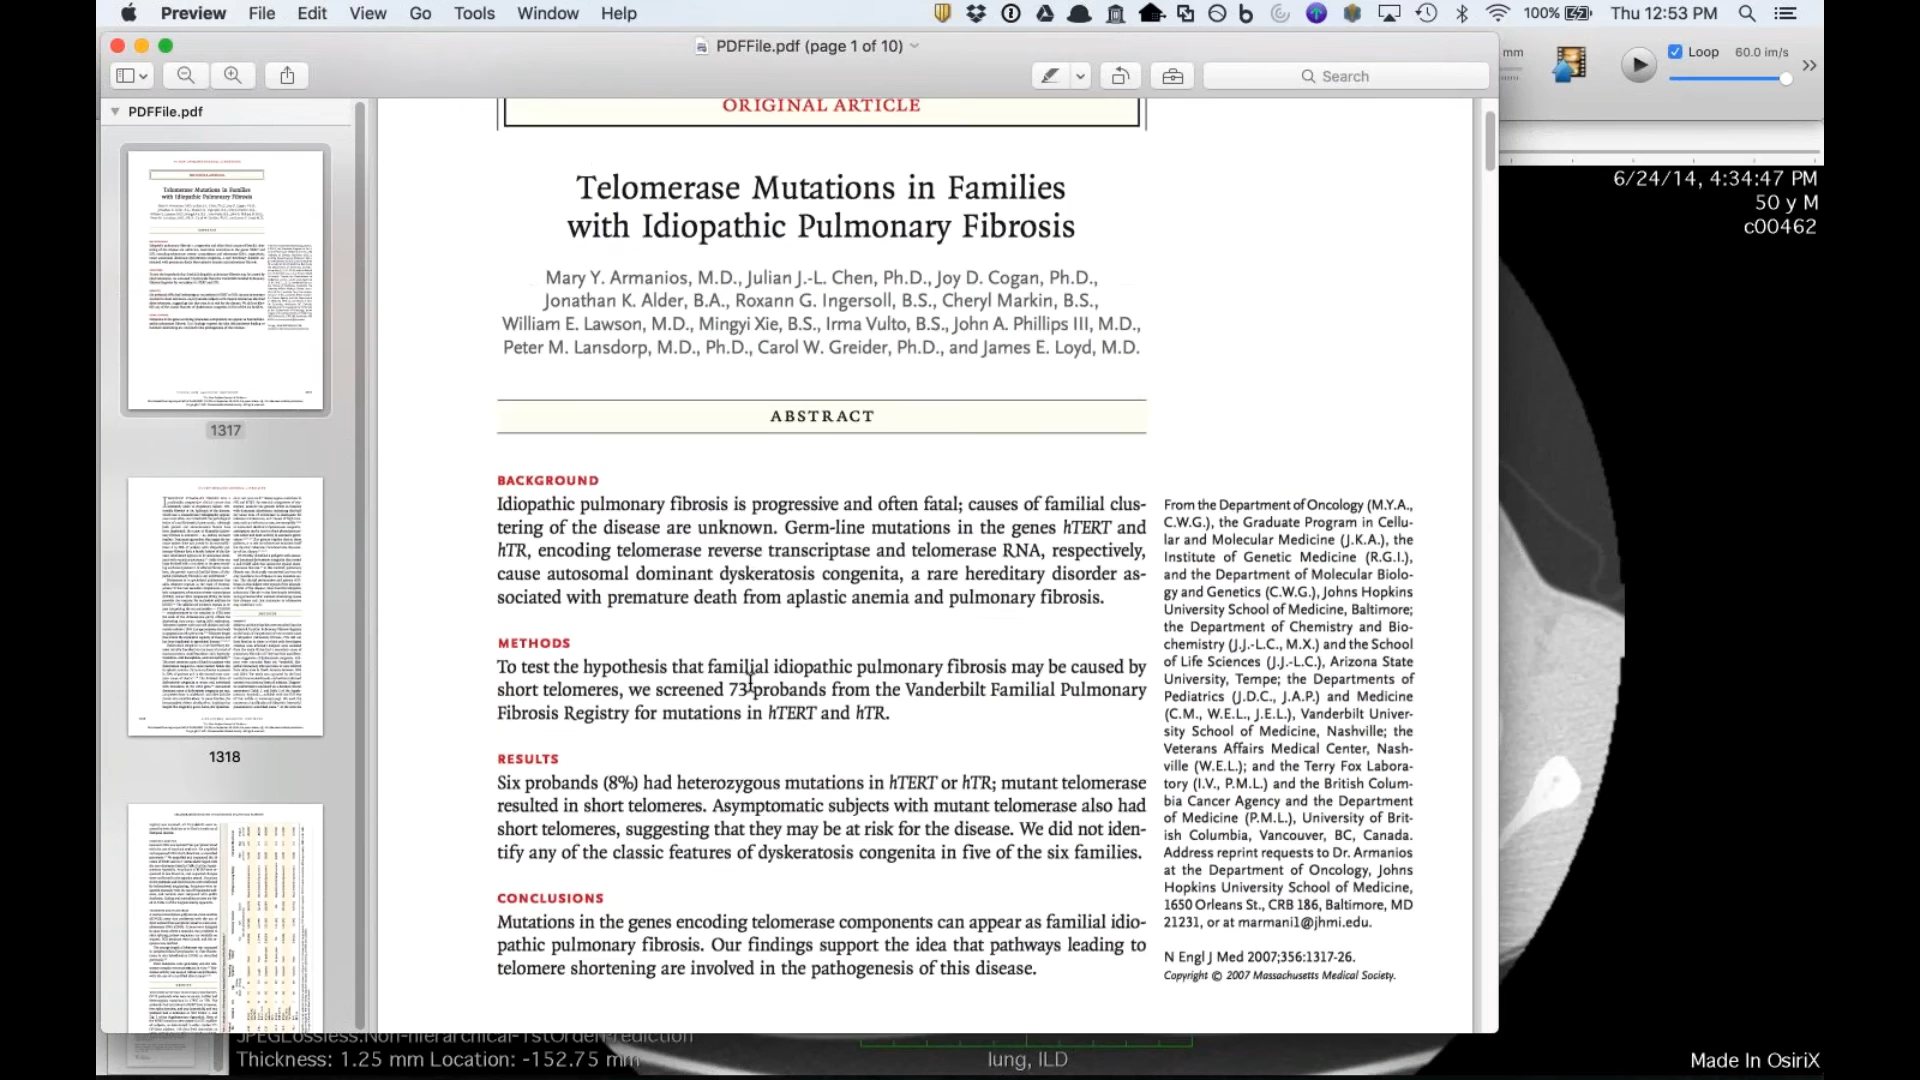 Preview File Edit View Go Tools Window Help
100% Thu 12:53 PM
PDFFile.pdf (page 1 of 10)
Search
mm
Loop 60.0 im/s
PDFFile.pdf
1317
1318
ORIGINAL ARTICLE
Telomerase Mutations in Families
with Idiopathic Pulmonary Fibrosis
Mary Y. Armanios, M.D., Julian J.-L. Chen, Ph.D., Joy D. Cogan, Ph.D.,
Jonathan K. Alder, B.A., Roxann G. Ingersoll, B.S., Cheryl Markin, B.S.,
William E. Lawson, M.D., Mingyi Xie, B.S., Irma Vulto, B.S., John A. Phillips III, M.D.,
Peter M. Lansdorp, M.D., Ph.D., Carol W. Greider, Ph.D., and James E. Loyd, M.D.
ABSTRACT
BACKGROUND
Idiopathic pulmonary fibrosis is progressive and often fatal; causes of familial clus-
tering of the disease are unknown. Germ-line mutations in the genes hTERT and
hTR, encoding telomerase reverse transcriptase and telomerase RNA, respectively,
cause autosomal dominant dyskeratosis congenita, a rare hereditary disorder as-
sociated with premature death from aplastic anemia and pulmonary fibrosis.
METHODS
To test the hypothesis that familial idiopathic pulmonary fibrosis may be caused by
short telomeres, we screened 73 probands from the Vanderbilt Familial Pulmonary
Fibrosis Registry for mutations in hTERT and hTR.
RESULTS
Six probands (8%) had heterozygous mutations in hTERT or hTR; mutant telomerase
resulted in short telomeres. Asymptomatic subjects with mutant telomerase also had
short telomeres, suggesting that they may be at risk for the disease. We did not iden-
tify any of the classic features of dyskeratosis congenita in five of the six families.
CONCLUSIONS
Mutations in the genes encoding telomerase components can appear as familial idio-
pathic pulmonary fibrosis. Our findings support the idea that pathways leading to
telomere shortening are involved in the pathogenesis of this disease.
From the Department of Oncology (M.Y.A.,
C.W.G.), the Graduate Program in Cellu-
lar and Molecular Medicine (J.K.A.), the
Institute of Genetic Medicine (R.G.I.),
and the Department of Molecular Biolo-
gy and Genetics (C.W.G.), Johns Hopkins
University School of Medicine, Baltimore;
the Department of Chemistry and Bio-
chemistry (J.J.-L.C., M.X.) and the School
of Life Sciences (J.J.-L.C.), Arizona State
University, Tempe; the Departments of
Pediatrics (J.D.C., J.A.P.) and Medicine
(C.M., W.E.L., J.E.L.), Vanderbilt Univer-
sity School of Medicine, Nashville; the
Veterans Affairs Medical Center, Nash-
ville (W.E.L.); and the Terry Fox Labora-
tory (I.V., P.M.L.) and the British Colum-
bia Cancer Agency and the Department
of Medicine (P.M.L.), University of Brit-
ish Columbia, Vancouver, BC, Canada.
Address reprint requests to Dr. Armanios
at the Department of Oncology, Johns
Hopkins University School of Medicine,
1650 Orleans St., CRB 186, Baltimore, MD
21231, or at marmani1@jhmi.edu.
N Engl J Med 2007;356:1317-26.
Copyright © 2007 Massachusetts Medical Society.
6/24/14, 4:34:47 PM
50 y M
c00462
JPEGLossless:Non-hierarchical-1stOrderPrediction
Thickness: 1.25 mm Location: -152.75 mm
lung, ILD
Made In OsiriX